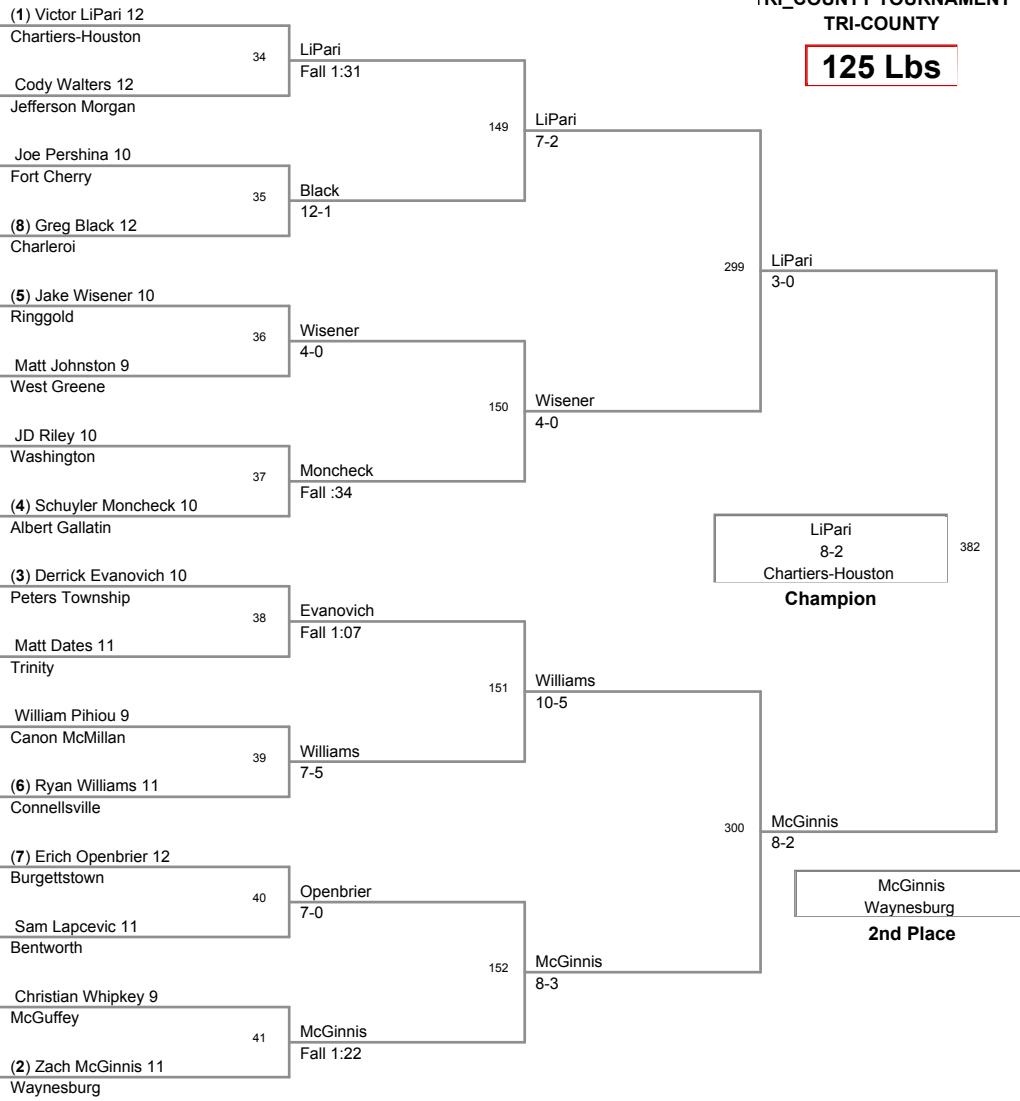 TRI_COUNTY TOURNAMENT
TRI-COUNTY
125 Lbs
(1) Victor LiPari 12
Chartiers-Houston
34
LiPari
Fall 1:31
Cody Walters 12
Jefferson Morgan
149
LiPari
7-2
Joe Pershina 10
Fort Cherry
35
Black
12-1
(8) Greg Black 12
Charleroi
299
LiPari
3-0
(5) Jake Wisener 10
Ringgold
36
Wisener
4-0
Matt Johnston 9
West Greene
150
Wisener
4-0
JD Riley 10
Washington
37
Moncheck
Fall :34
(4) Schuyler Moncheck 10
Albert Gallatin
LiPari
8-2
Chartiers-Houston
382
Champion
(3) Derrick Evanovich 10
Peters Township
38
Evanovich
Fall 1:07
Matt Dates 11
Trinity
151
Williams
10-5
William Pihiou 9
Canon McMillan
39
Williams
7-5
(6) Ryan Williams 11
Connellsville
300
McGinnis
8-2
(7) Erich Openbrier 12
Burgettstown
40
Openbrier
7-0
McGinnis
Waynesburg
2nd Place
Sam Lapcevic 11
Bentworth
152
McGinnis
8-3
Christian Whipkey 9
McGuffey
41
McGinnis
Fall 1:22
(2) Zach McGinnis 11
Waynesburg